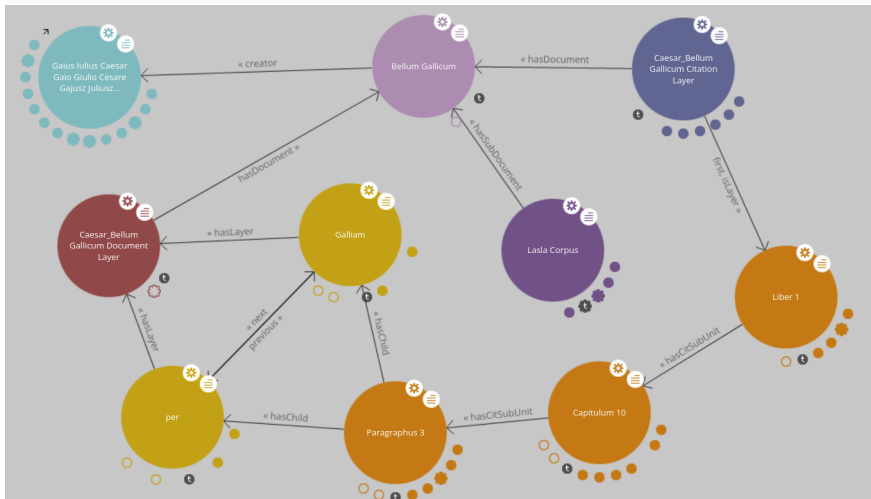 Gaius Iulius Caesar
Gaio Giulio Cesare
Gajusz Juliusz...
« creator
Bellum Gallicum
« hasDocument
Caesar_Bellum
Gallicum Citation
Layer
t
t
hasDocument »
« hasSubDocument
first, isLayer »
Caesar_Bellum
Gallicum Document
Layer
« hasLayer
Galliam
Lasla Corpus
Liber 1
t
t
t
« hasLayer
« next
previous »
« hasChild
« hasCitSubUnit
t
per
« hasChild
Paragraphus 3
« hasCitSubUnit
Capitulum 10
t
t
t